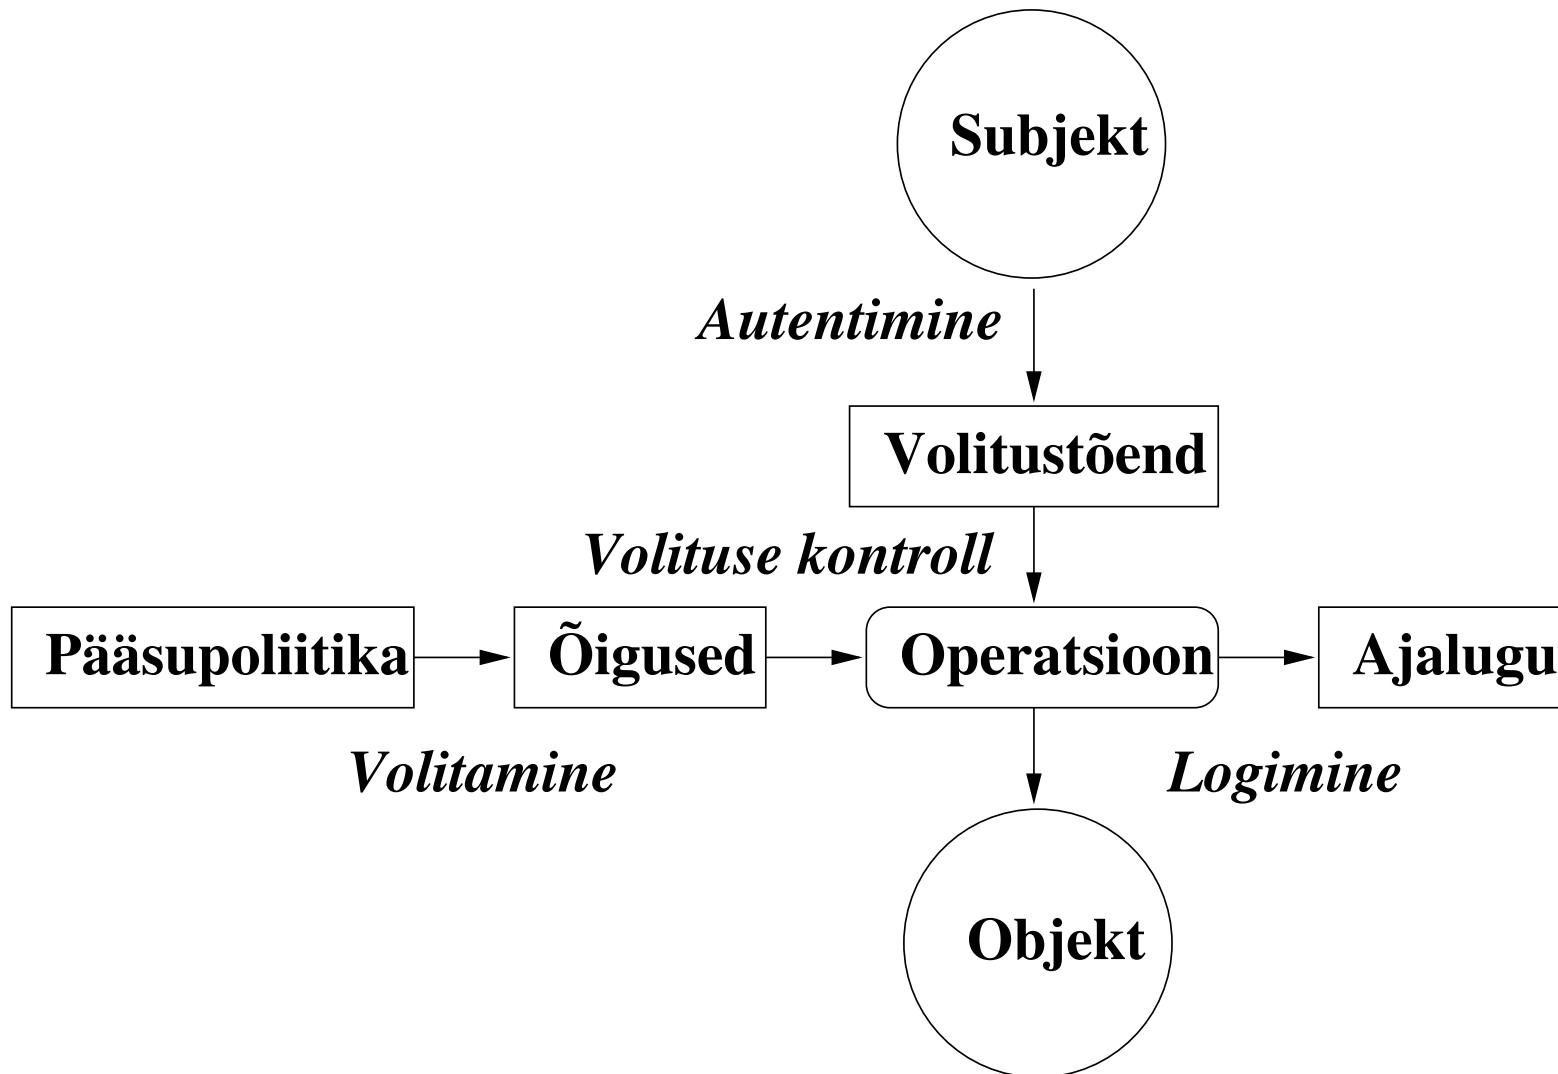 Subjekt
Autentimine
Volitustõend
Volituse kontroll
Pääsupoliitika
Õigused
Operatsioon
Ajalugu
Volitamine
Logimine
Objekt